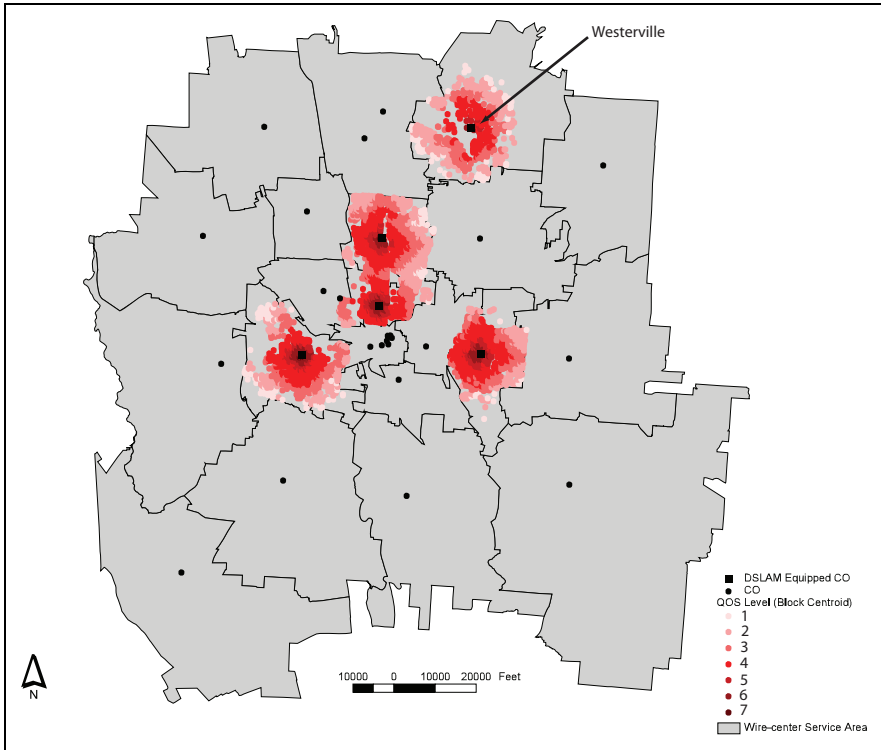 Westerville
DSLAM Equipped CO
CO
QOS Level (Block Centroid)
1
2
3
4
5
6
7
Wire-center Service Area
10000 0 10000 20000 Feet
N